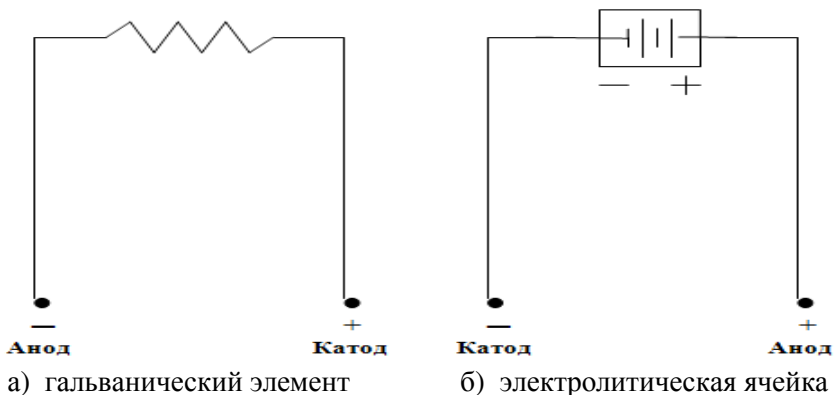 — +
— + — +
Анод Катод Катод Анод
а) гальванический элемент б) электролитическая ячейка